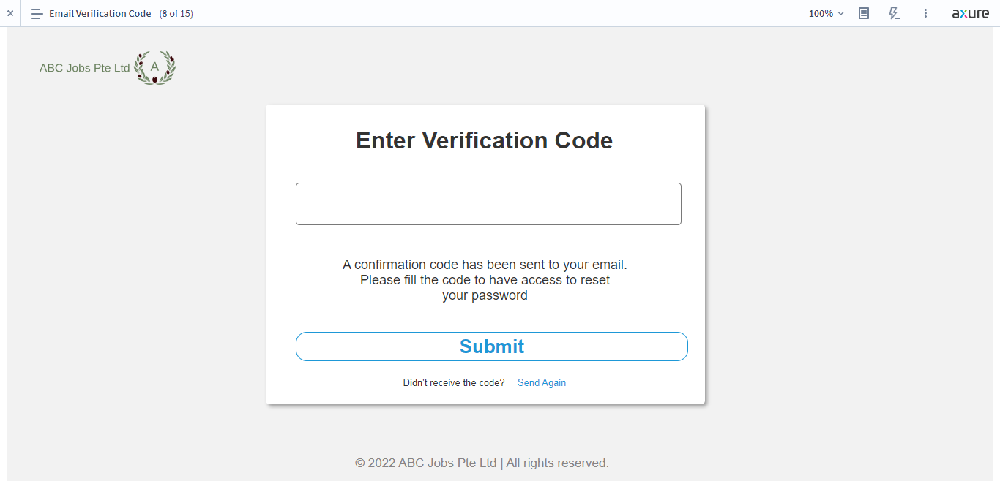 Email Verification Code (8 of 15)
100%
axure
ABC Jobs Pte Ltd A
Enter Verification Code
A confirmation code has been sent to your email.
Please fill the code to have access to reset
your password
Submit
Didn't receive the code? Send Again
© 2022 ABC Jobs Pte Ltd | All rights reserved.